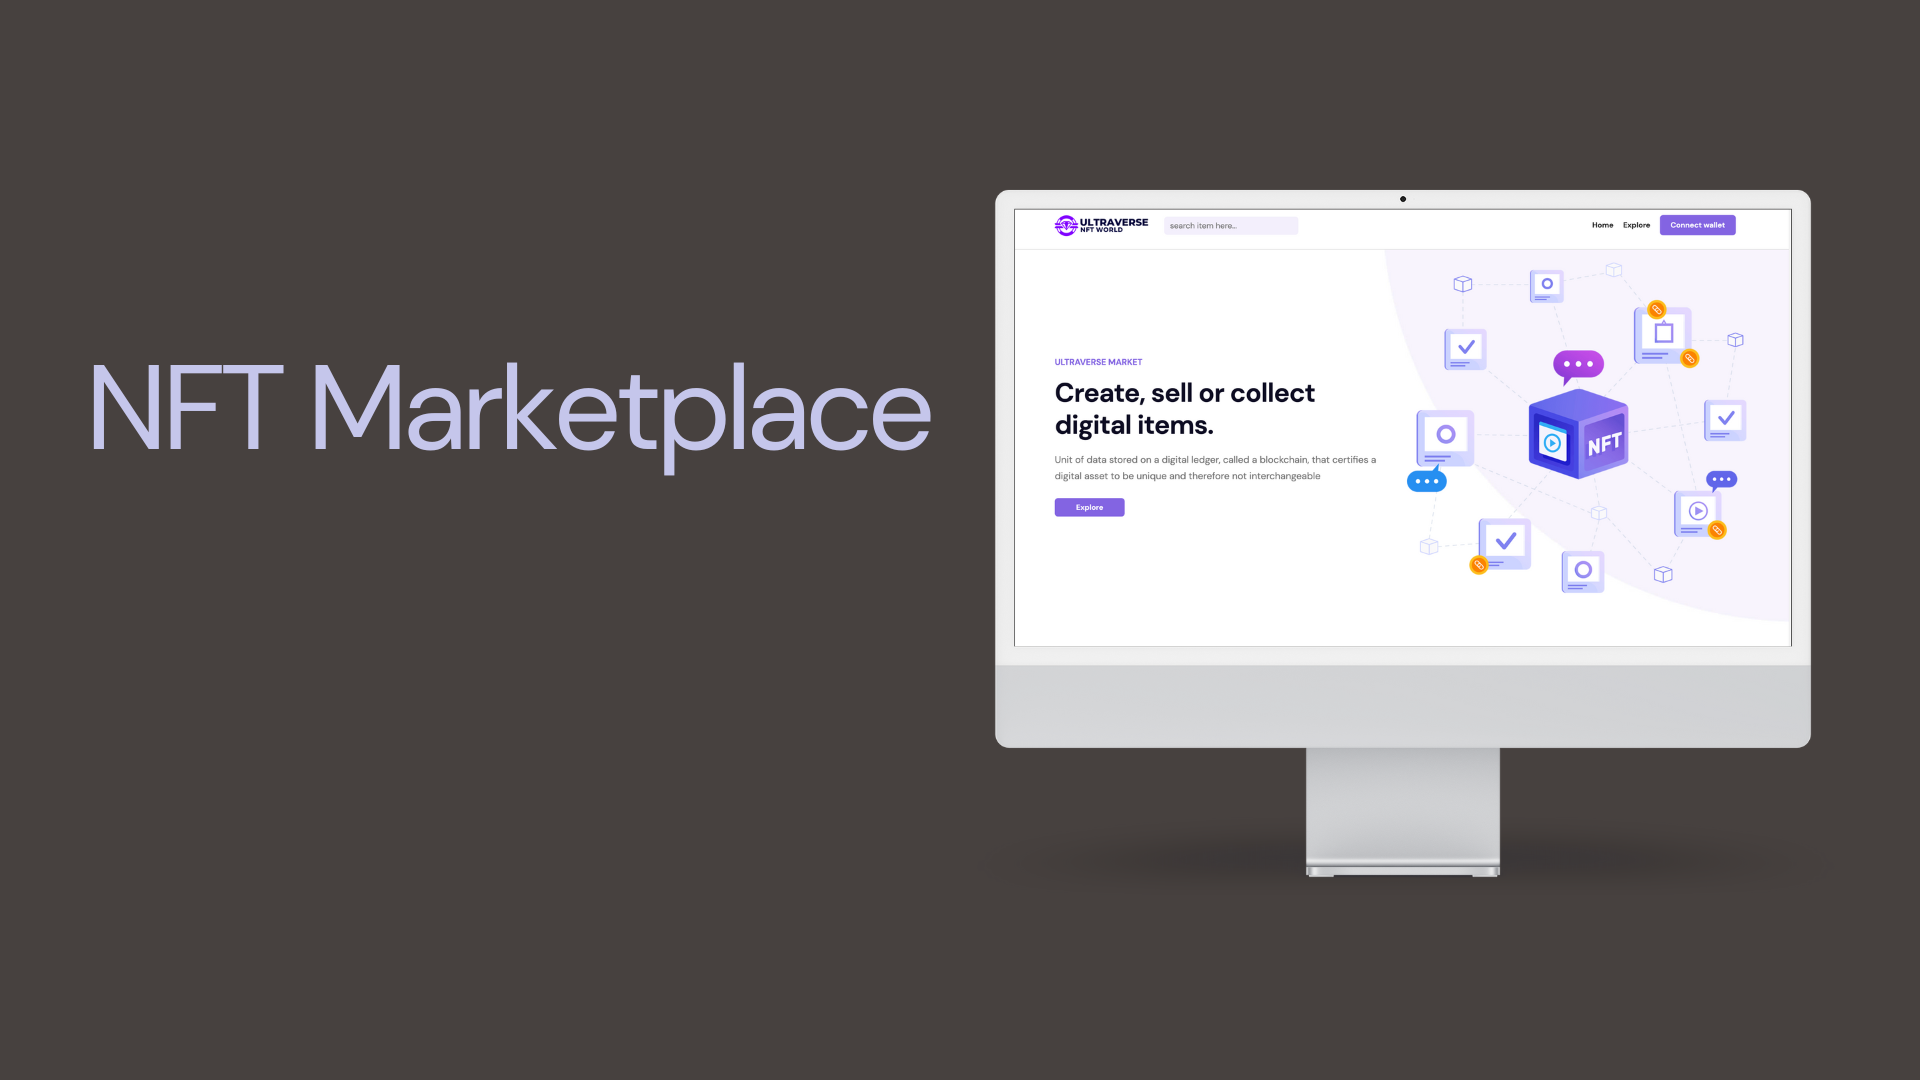 NFT Marketplace
ULTRAVERSE
NFT WORLD
search item here...
Home
Explore
Connect wallet
ULTRAVERSE MARKET
Create, sell or collect
digital items.
Unit of data stored on a digital ledger, called a blockchain, that certifies a
digital asset to be unique and therefore not interchangeable
Explore
NFT